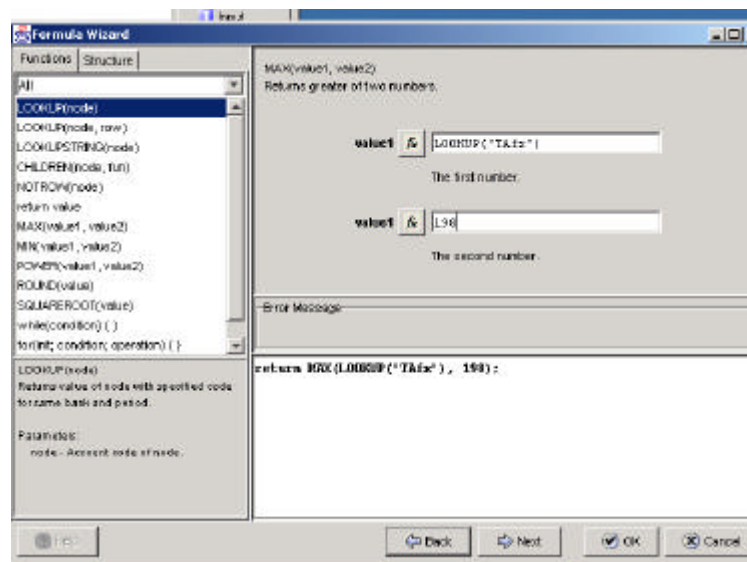 Input
Formula Wizard
Functions Structure
All
LOOKUP(node)
LOOKUP(node, row)
LOOKUPSTRING(node)
CHILDREN(node, fun)
NOTROW(node)
return value
MAX(value1, value2)
MIN(value1, value2)
POWER(value1, value2)
ROUND(value)
SQUAREROOT(value)
while(condition) { }
for(init; condition; operation) { }
LOOKUP(node)
Returns value of node with specified code
for same bank and period.
Parameters:
node - Account code of node.
MAX(value1, value2)
Returns greater of two numbers.
value1 fx LOOKUP("TAfx")
The first number.
value1 fx 198
The second number.
Error Message
return MAX(LOOKUP("TAfx"), 198);
Back Next OK Cancel